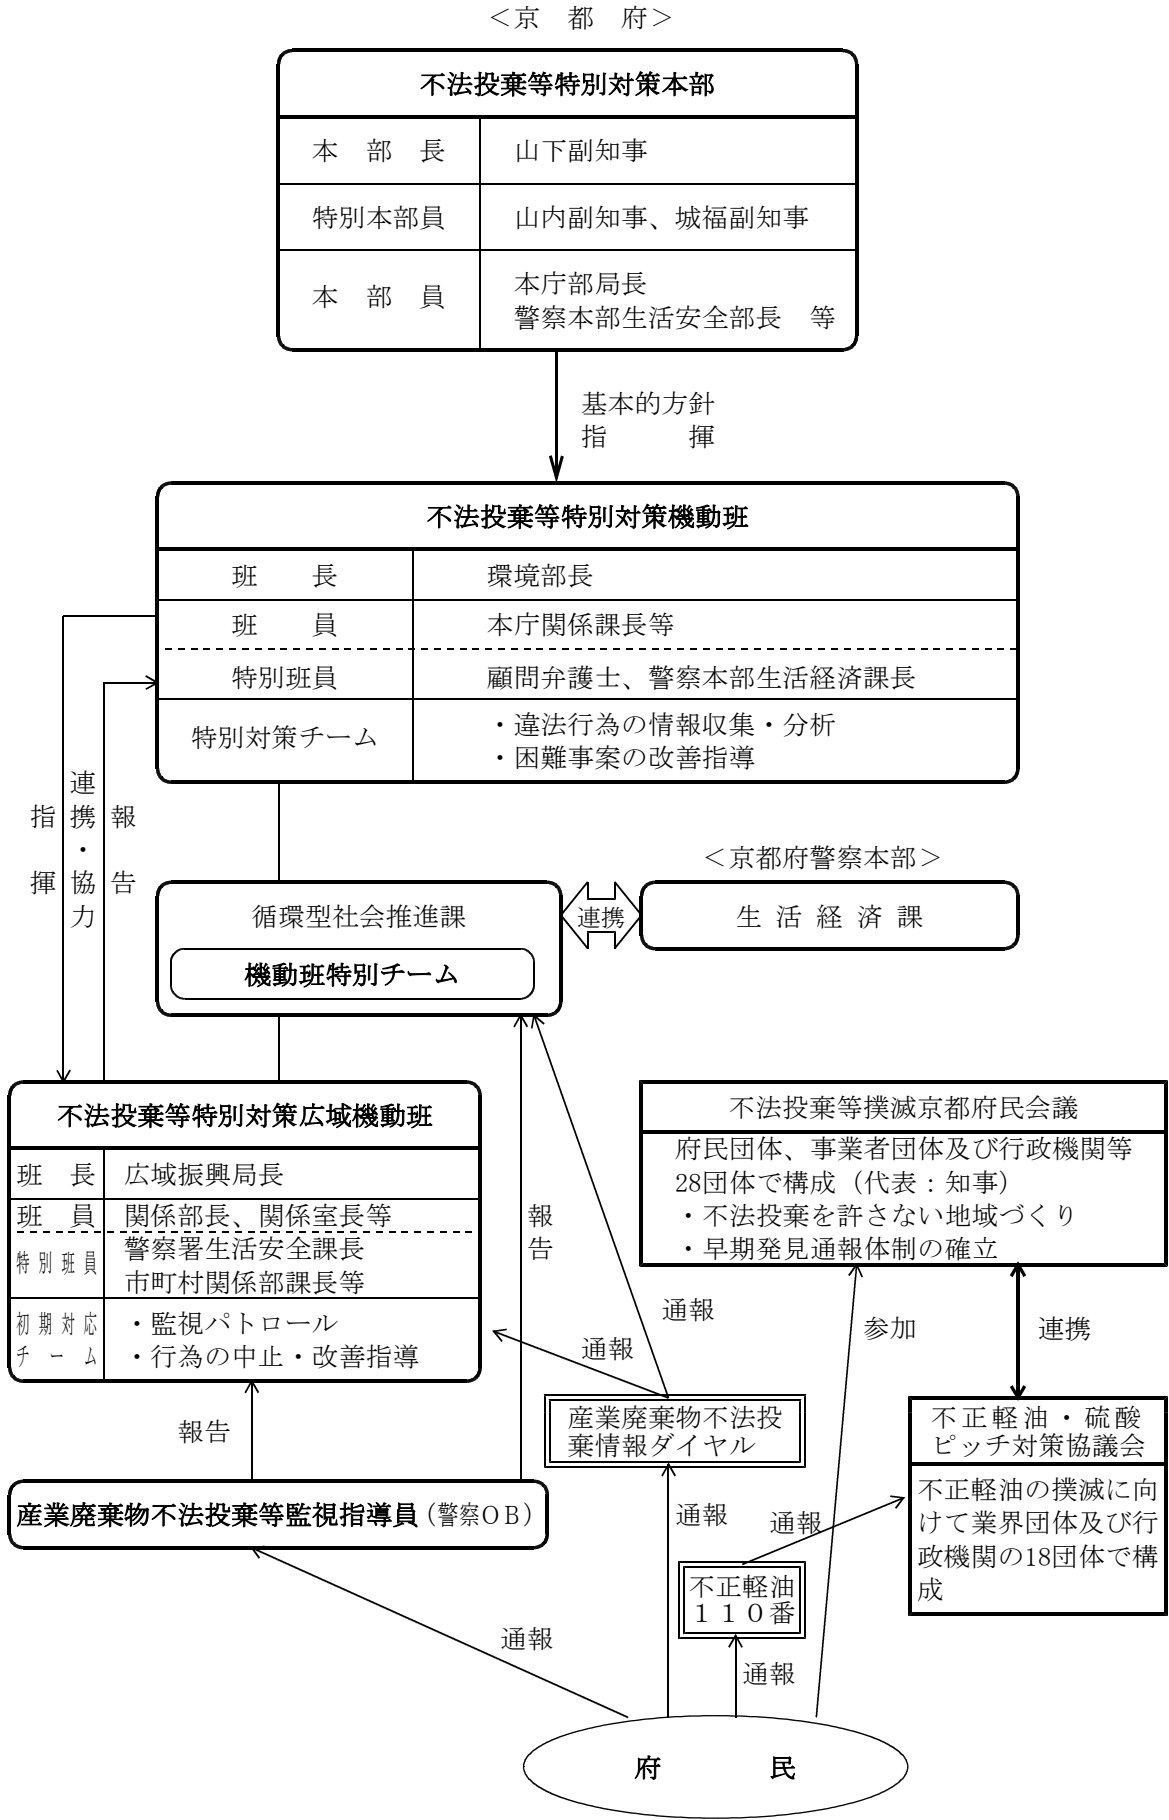 ＜京　都　府＞
不法投棄等特別対策本部
本　部　長　山下副知事
特別本部員　山内副知事、城福副知事
本　部　員　本庁部局長
警察本部生活安全部長　等
基本的方針
指　　　揮
不法投棄等特別対策機動班
班　　長　環境部長
班　　員　本庁関係課長等
特別班員　顧問弁護士、警察本部生活経済課長
特別対策チーム　・違法行為の情報収集・分析
・困難事案の改善指導
指　揮
連携・協力
報　告
＜京都府警察本部＞
循環型社会推進課
機動班特別チーム
連携
生 活 経 済 課
不法投棄等特別対策広域機動班
班　長　広域振興局長
班　員　関係部長、関係室長等
特別班員　警察署生活安全課長
市町村関係部課長等
初期対応　・監視パトロール
チーム　・行為の中止・改善指導
報告
通報
通報
不法投棄等撲滅京都府民会議
府民団体、事業者団体及び行政機関等
28団体で構成（代表：知事）
・不法投棄を許さない地域づくり
・早期発見通報体制の確立
参加
連携
報告
産業廃棄物不法投
棄情報ダイヤル
不正軽油・硫酸
ピッチ対策協議会
不正軽油の撲滅に向
けて業界団体及び行
政機関の18団体で構
成
産業廃棄物不法投棄等監視指導員（警察ＯＢ）
通報
通報
不正軽油
１１０番
通報
通報
府　　　民